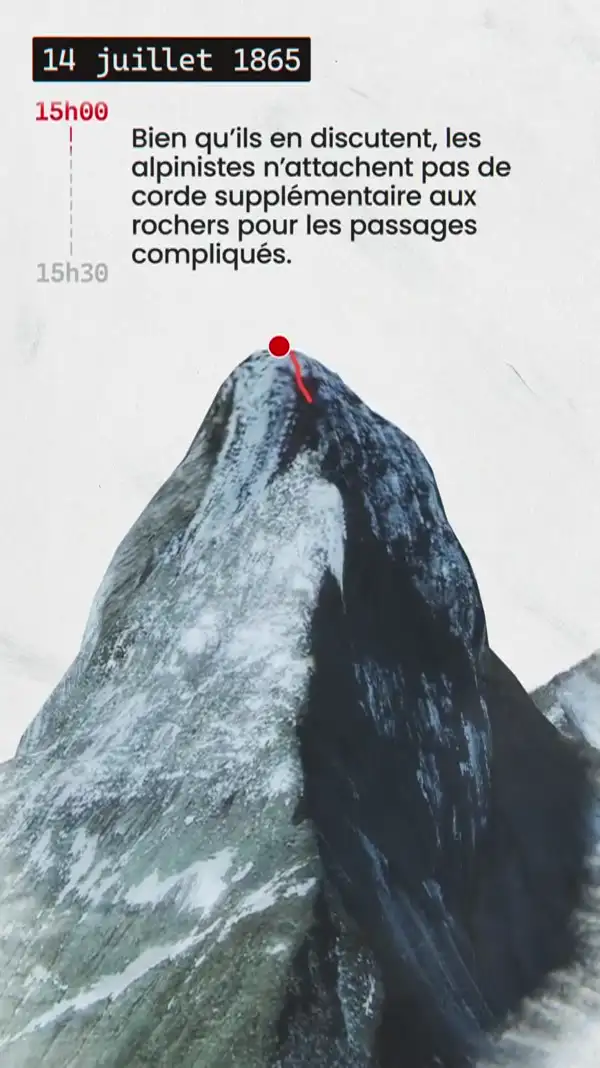 14 juillet 1865
15h00
Bien qu’ils en discutent, les
alpinistes n’attachent pas de
corde supplémentaire aux
rochers pour les passages
compliqués.
15h30